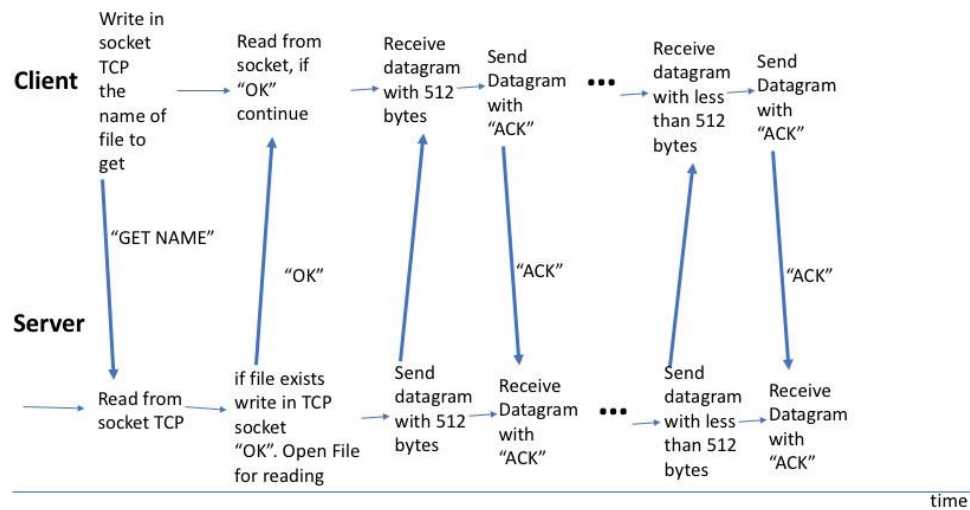 Write in
socket
TCP
the
name of
file to
get
Read from
socket, if
“OK”
continue
Receive
datagram
with 512
bytes
Send
Datagram
with
“ACK”
...
Receive
datagram
with less
than 512
bytes
Send
Datagram
with
“ACK”
Client
“GET NAME”
“OK”
“ACK”
“ACK”
Server
Read from
socket TCP
if file exists
write in TCP
socket
“OK”. Open File
for reading
Send
datagram
with 512
bytes
Receive
Datagram
with
“ACK”
...
Send
datagram
with less
than 512
bytes
Receive
Datagram
with
“ACK”
time